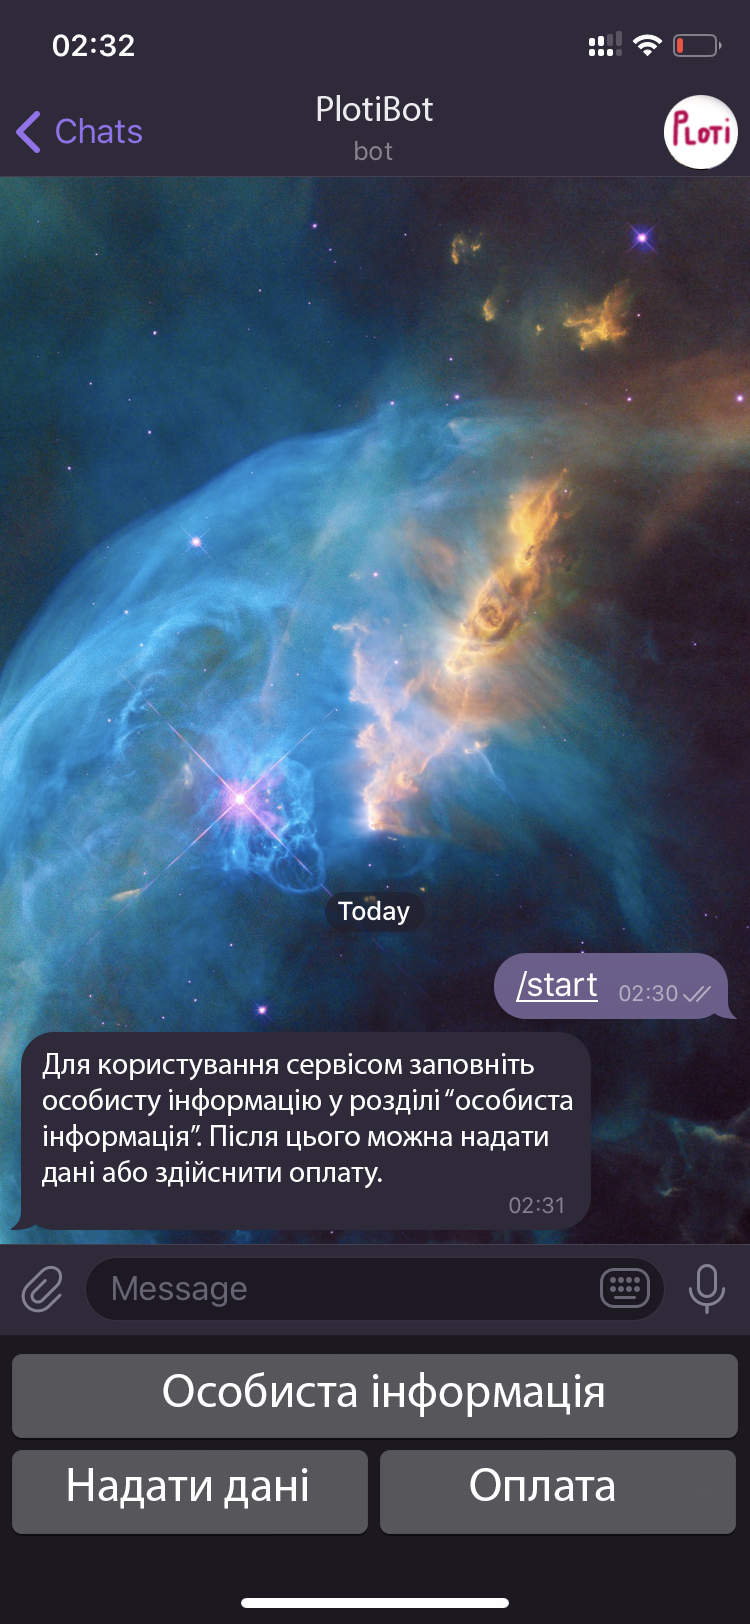 02:32
Chats
PlotiBot
bot
PLOTi
Today
/start 02:30
Для користування сервісом заповніть
особисту інформацію у розділі “особиста
інформація”. Після цього можна надати
дані або здійснити оплату.
02:31
Message
Особиста інформація
Надати дані
Оплата